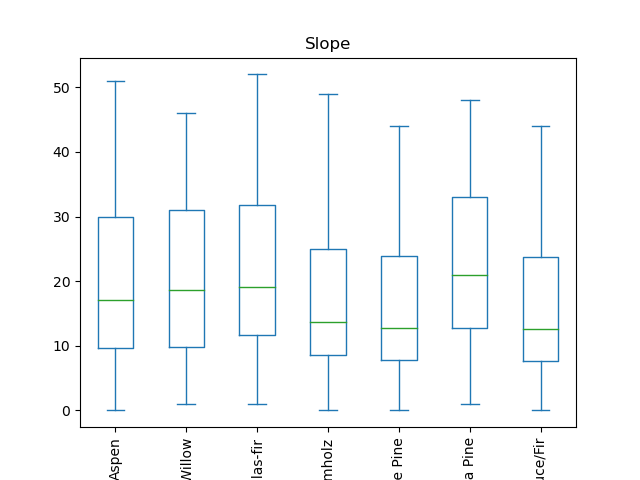 Slope
50
40
30
20
10
0
Aspen
Willow
las-fir
mholz
e Pine
a Pine
uce/Fir